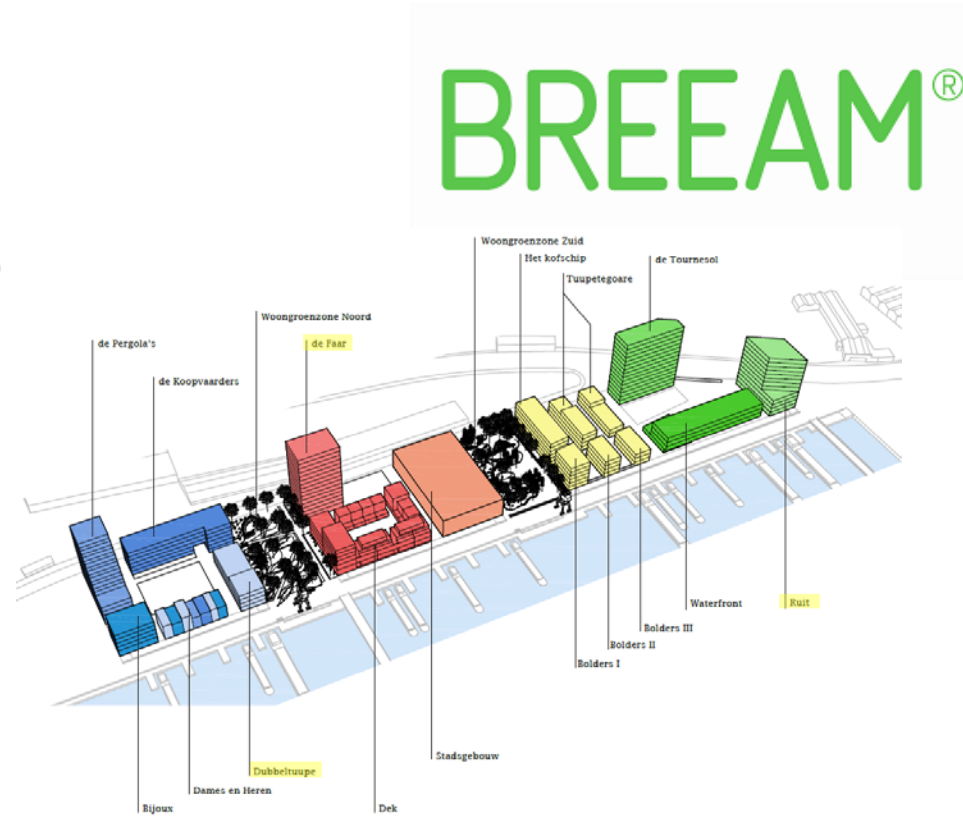 BREEAM®
Woongroenzone Zuid
Het kofschip
de Tournesol
Tuupetegoare
Woongroenzone Noord
de Faar
de Pergola's
de Koopvaarders
Waterfront
Ruit
Bolders III
Bolders II
Bolders I
Stadsgebouw
Dubbeltuupe
Dames en Heren
Bijoux
Dek